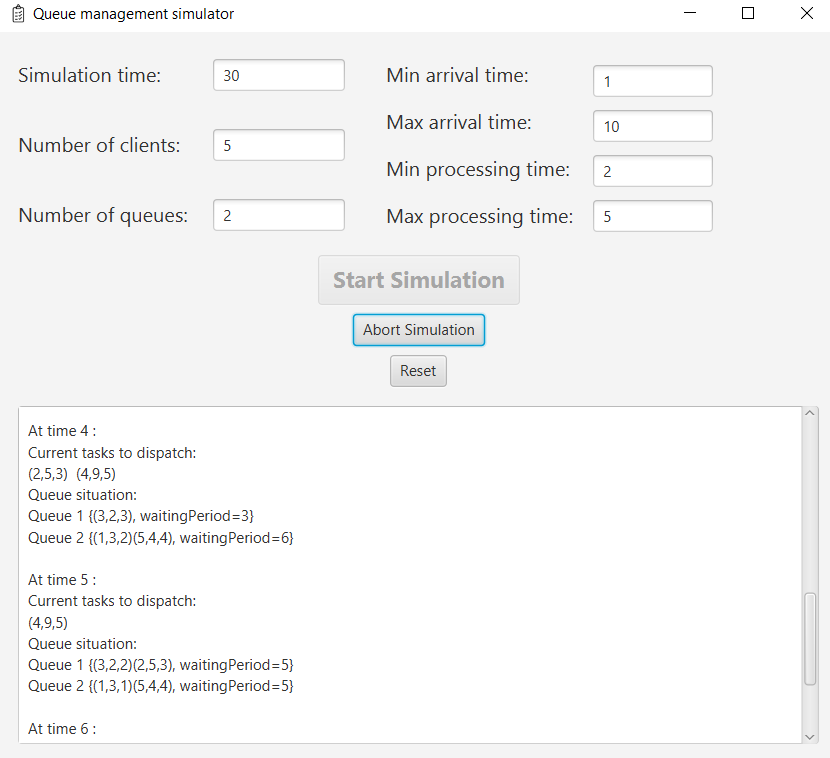 Queue management simulator
Simulation time: 30
Min arrival time: 1
Max arrival time: 10
Number of clients: 5
Min processing time: 2
Number of queues: 2
Max processing time: 5
Start Simulation
Abort Simulation
Reset
At time 4 :
Current tasks to dispatch:
(2,5,3)  (4,9,5)
Queue situation:
Queue 1 {(3,2,3), waitingPeriod=3}
Queue 2 {(1,3,2)(5,4,4), waitingPeriod=6}
At time 5 :
Current tasks to dispatch:
(4,9,5)
Queue situation:
Queue 1 {(3,2,2)(2,5,3), waitingPeriod=5}
Queue 2 {(1,3,1)(5,4,4), waitingPeriod=5}
At time 6 :